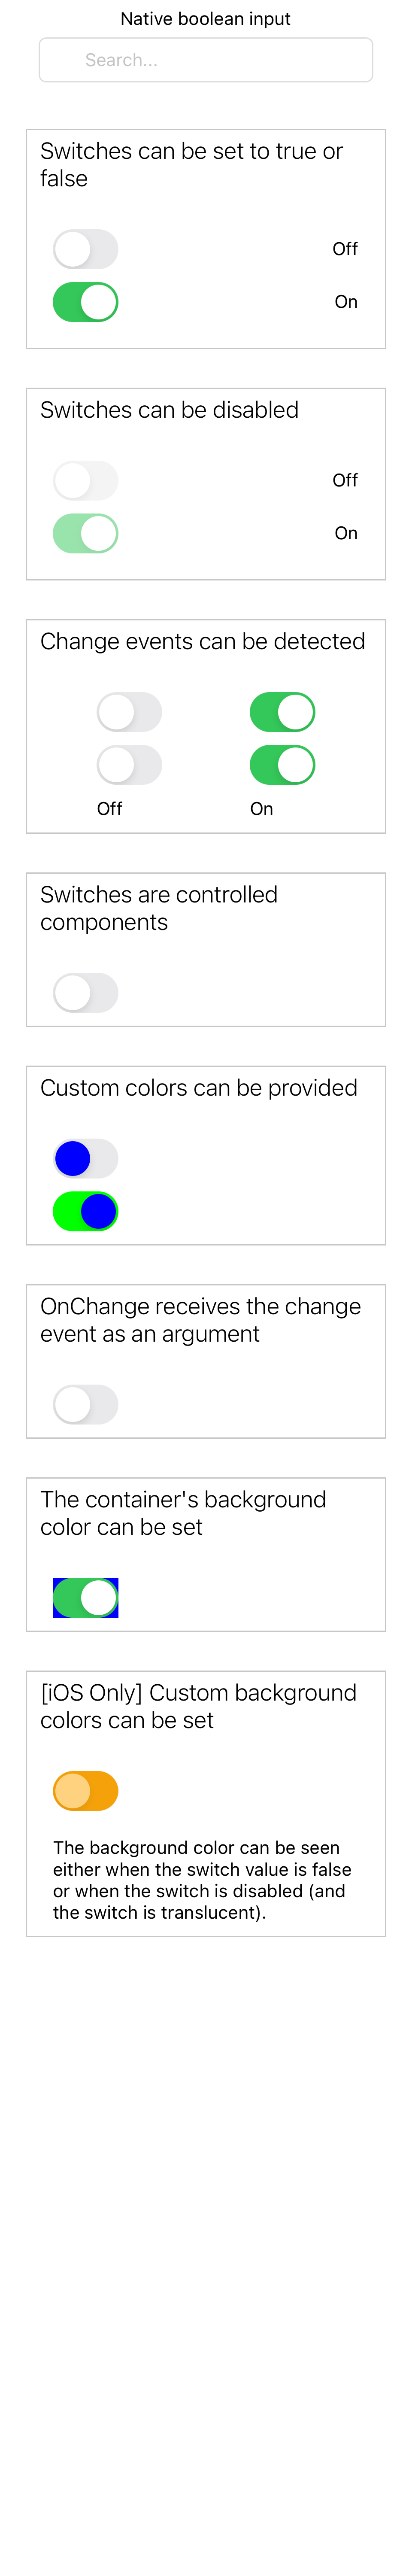 Native boolean input
Search...
Switches can be set to true or
false
Off
On
Switches can be disabled
Off
On
Change events can be detected
Off On
Switches are controlled
components
Custom colors can be provided
OnChange receives the change
event as an argument
The container's background
color can be set
[iOS Only] Custom background
colors can be set
The background color can be seen
either when the switch value is false
or when the switch is disabled (and
the switch is translucent).